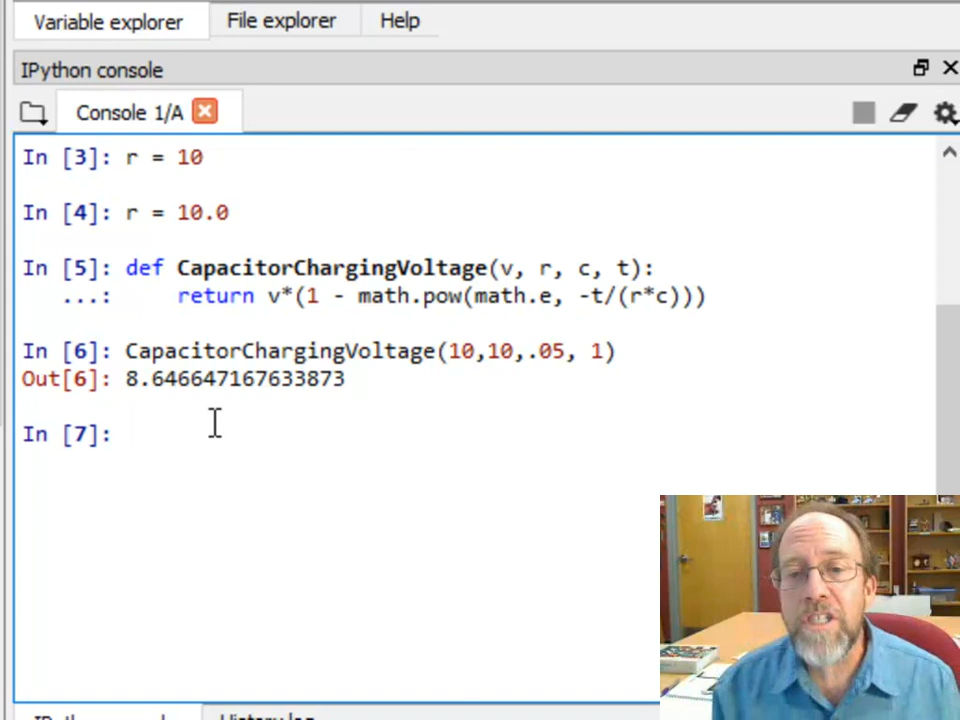 Variable explorer File explorer Help
IPython console
Console 1/A
In [3]: r = 10
In [4]: r = 10.0
In [5]: def CapacitorChargingVoltage(v, r, c, t):
...: return v*(1 - math.pow(math.e, -t/(r*c)))
In [6]: CapacitorChargingVoltage(10,10,.05, 1)
Out[6]: 8.646647167633873
In [7]: